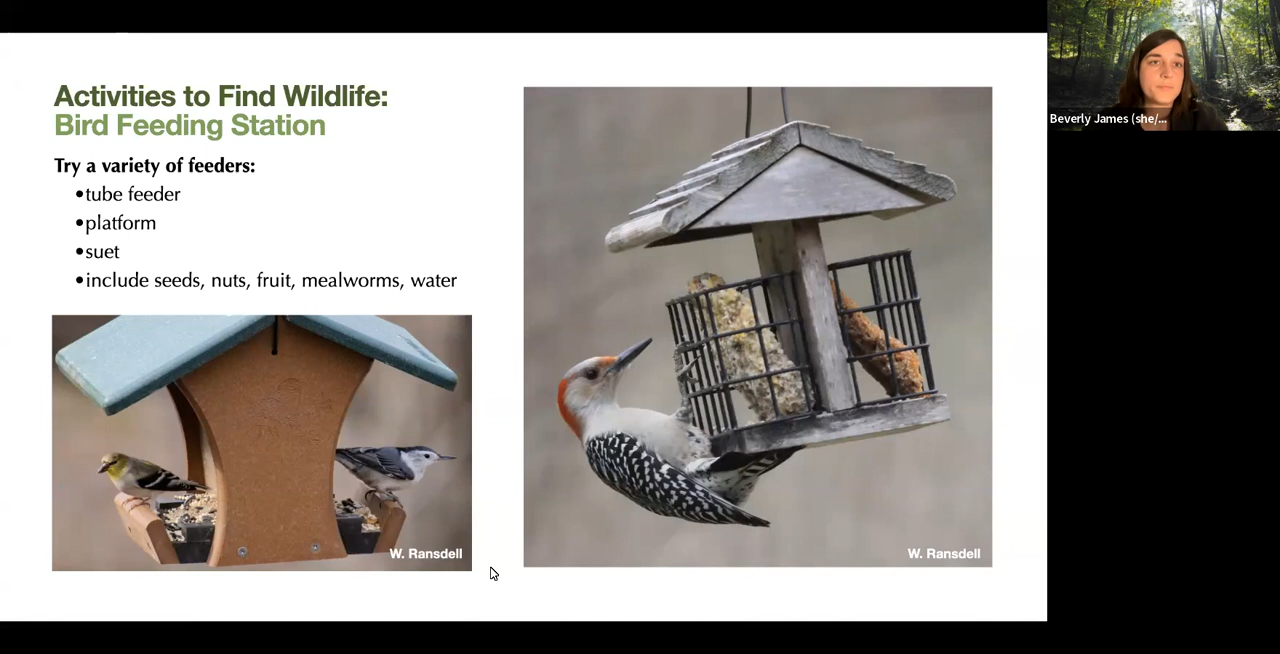 Activities to Find Wildlife:
Bird Feeding Station
Try a variety of feeders:
•tube feeder
•platform
•suet
•include seeds, nuts, fruit, mealworms, water
W. Ransdell
W. Ransdell
Beverly James (she/...